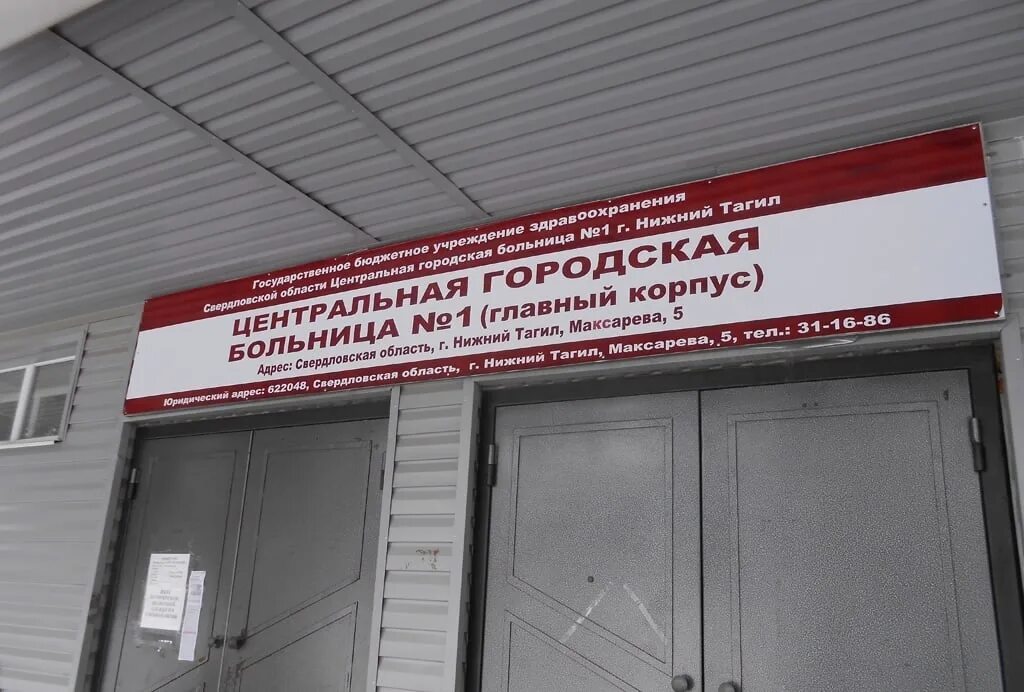 Государственное бюджетное учреждение здравоохранения
Свердловской области Центральная городская больница №1 г. Нижний Тагил
ЦЕНТРАЛЬНАЯ ГОРОДСКАЯ
БОЛЬНИЦА №1 (главный корпус)
Адрес: Свердловская область, г. Нижний Тагил, Максарева, 5
Юридический адрес: 622048, Свердловская область, г. Нижний Тагил, Максарева, 5, тел.: 31-16-86